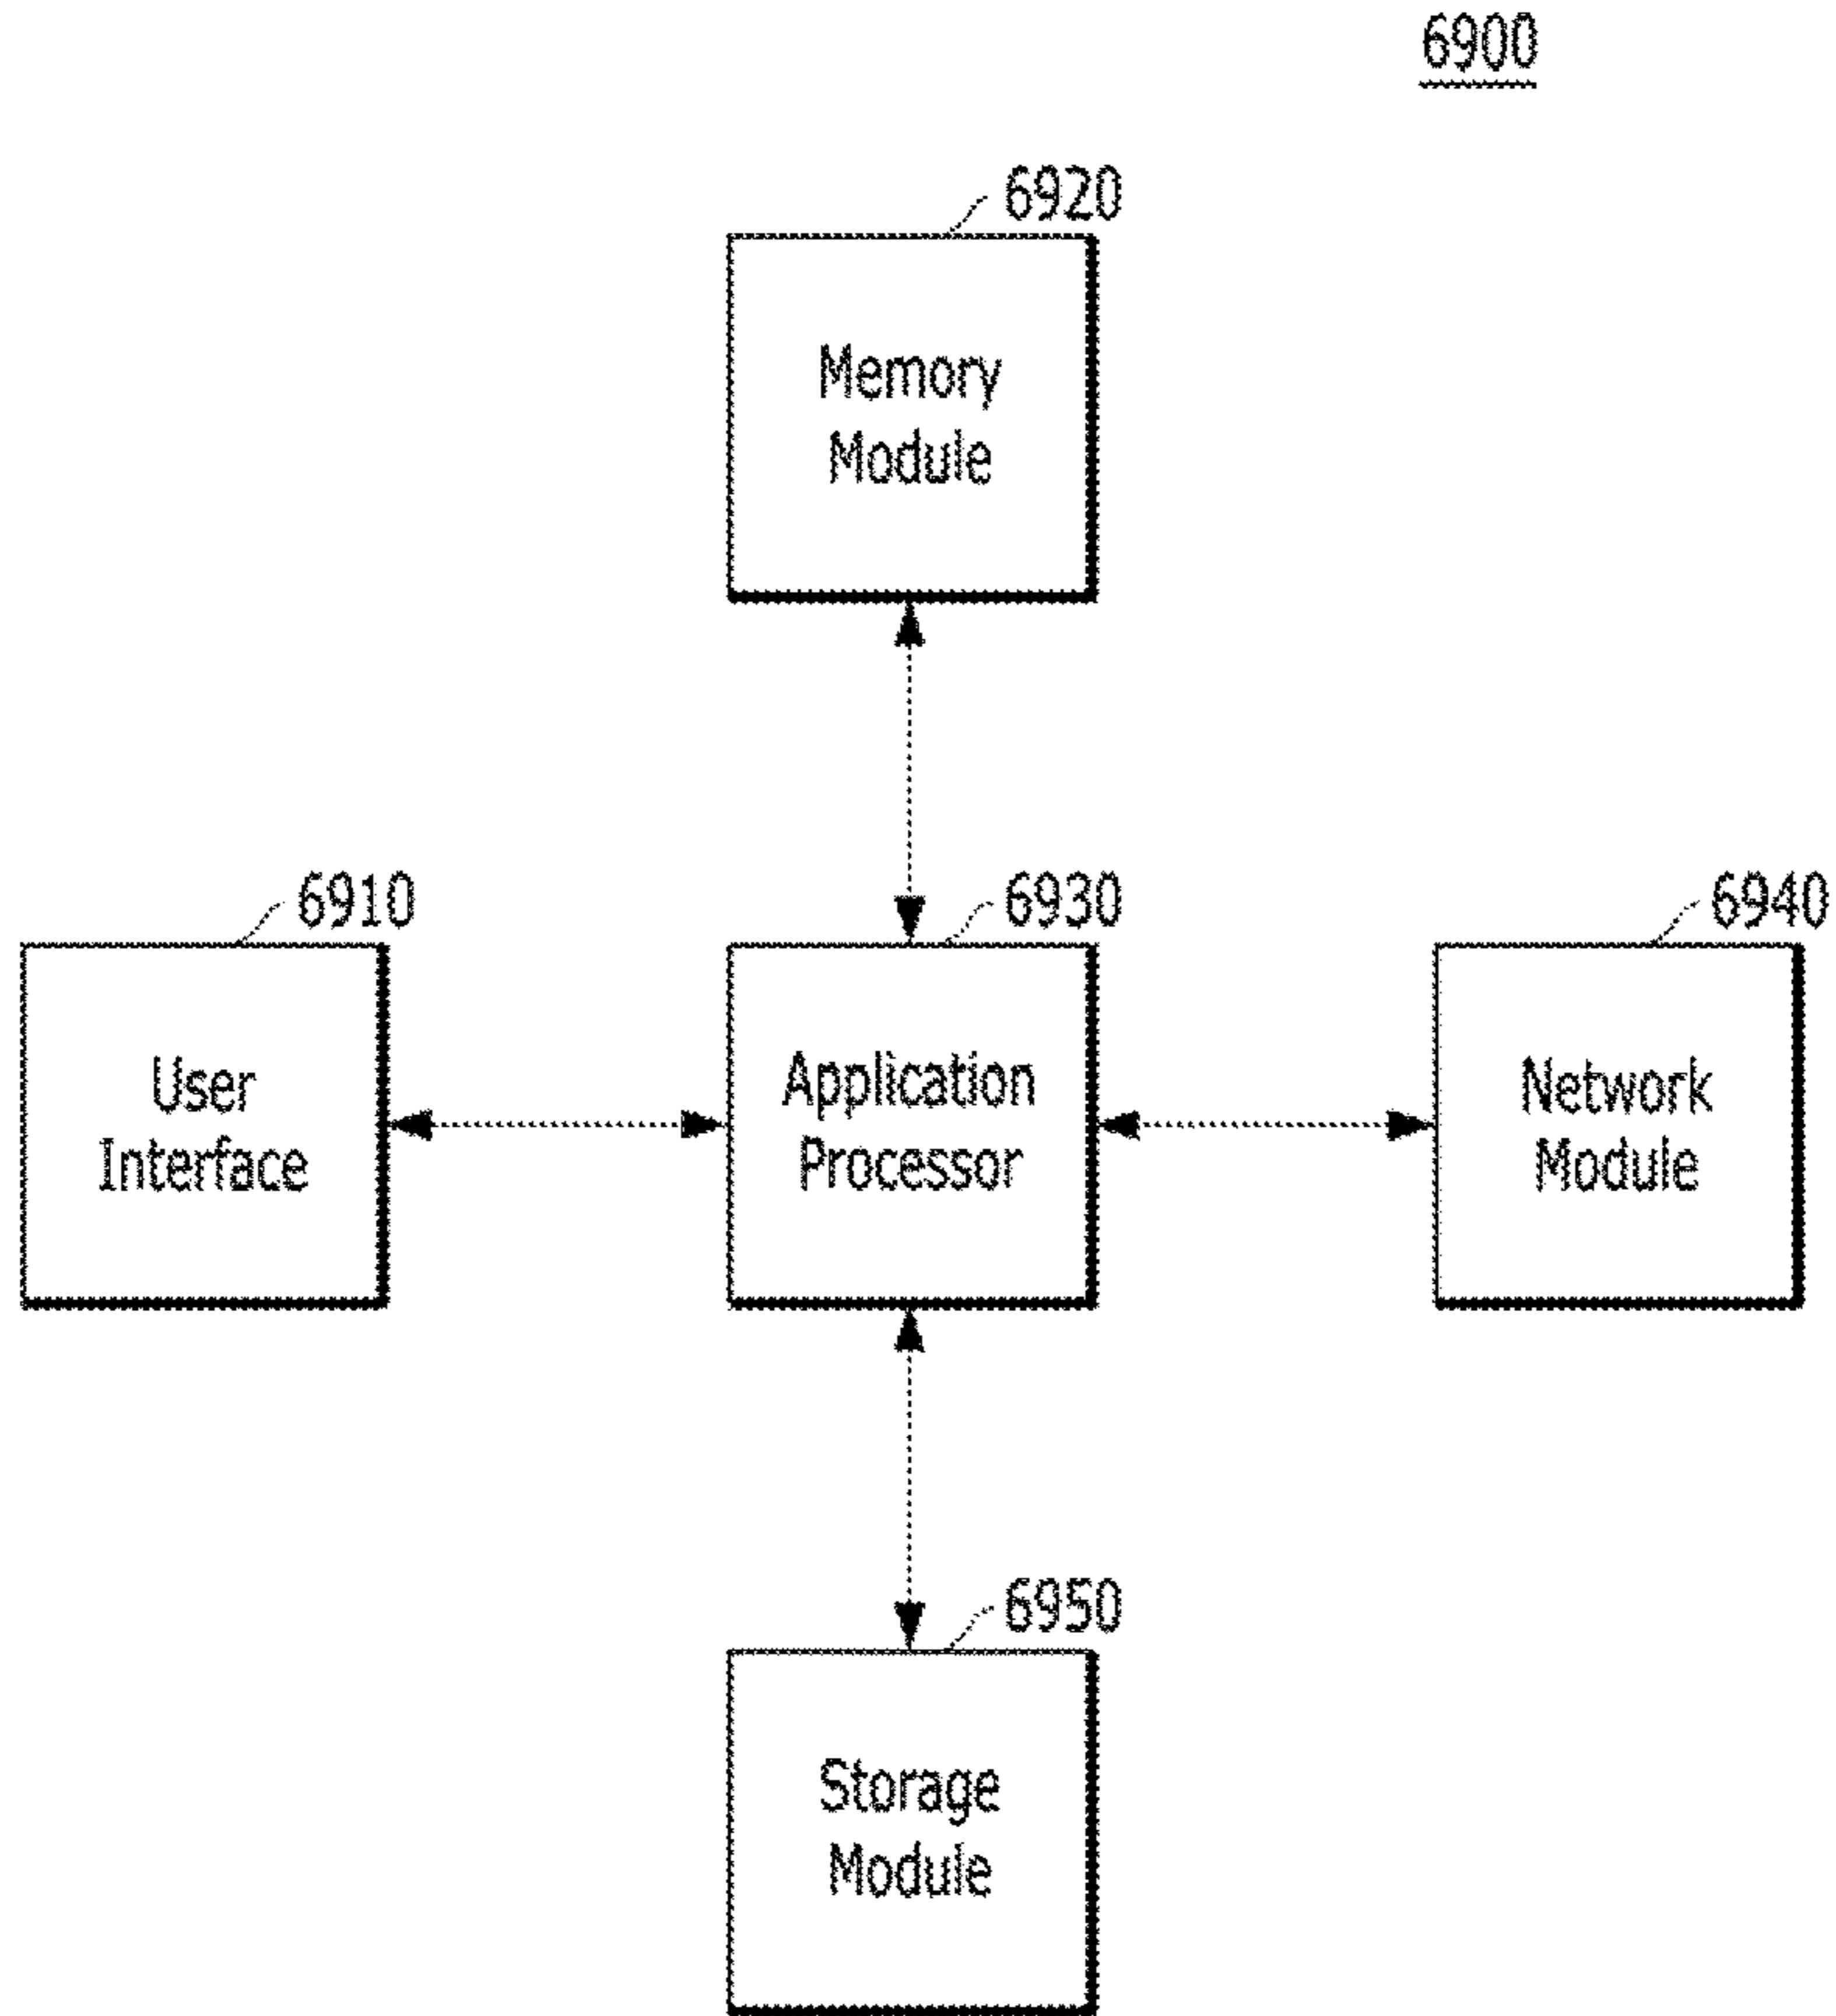 6900
6920
Memory
Module
6910
6930
6940
User
Interface
Application
Processor
Network
Module
6950
Storage
Module